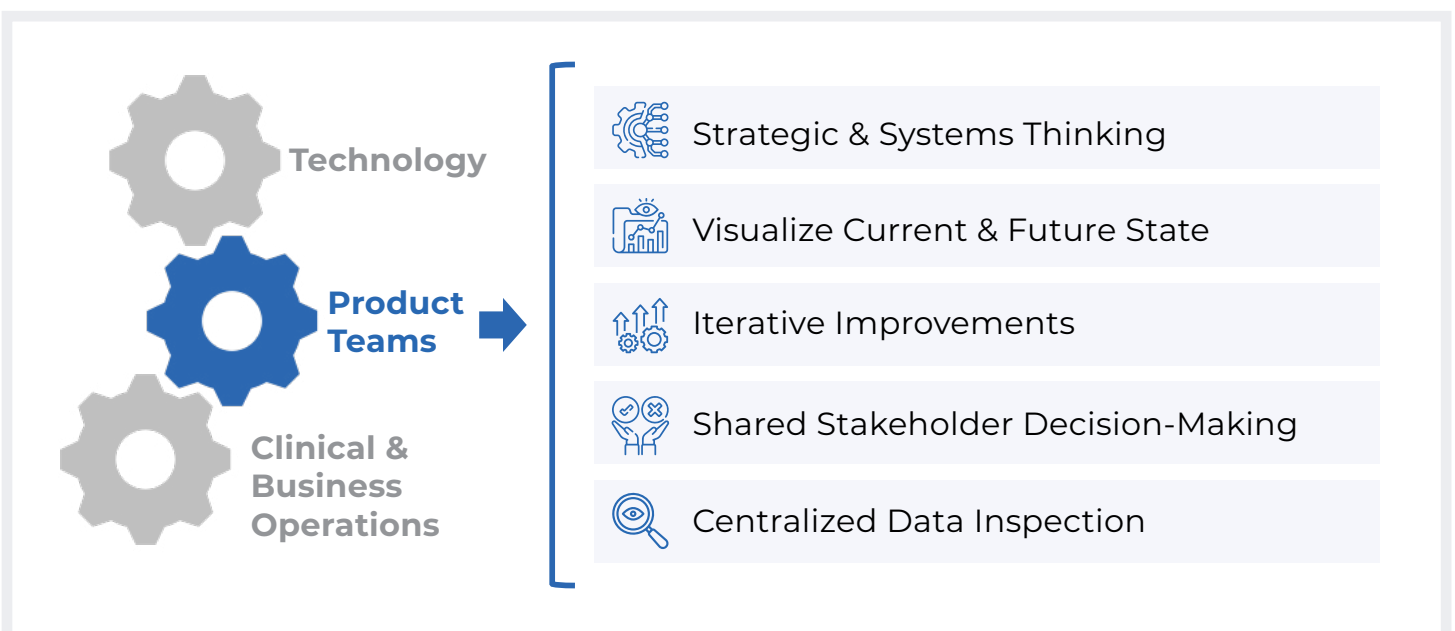 Technology
Product
Teams
Clinical &
Business
Operations
Strategic & Systems Thinking
Visualize Current & Future State
Iterative Improvements
Shared Stakeholder Decision-Making
Centralized Data Inspection